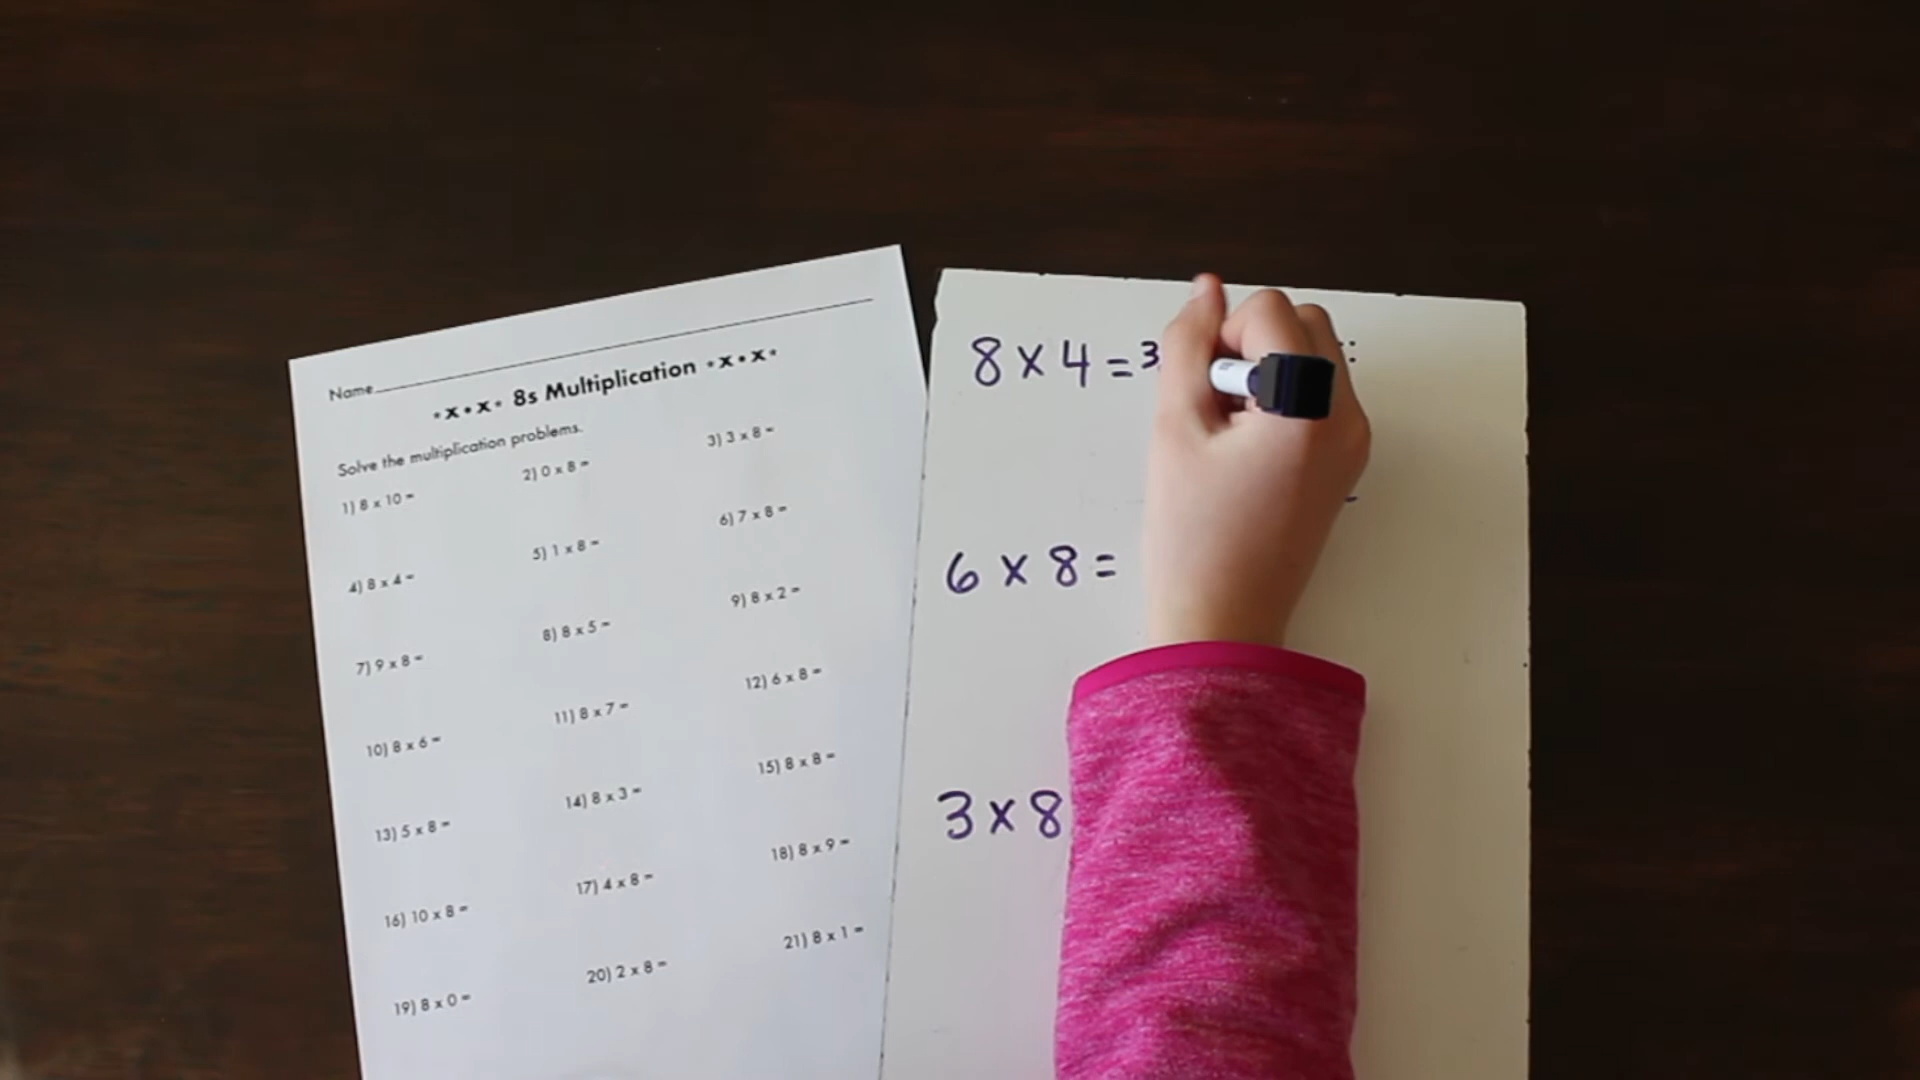 Name
•x•x• 8s Multiplication •x•x•
Solve the multiplication problems.
1) 8 x 10 =
2) 0 x 8 =
3) 3 x 8 =
4) 8 x 4 =
5) 1 x 8 =
6) 7 x 8 =
7) 9 x 8 =
8) 8 x 5 =
9) 8 x 2 =
10) 8 x 6 =
11) 8 x 7 =
12) 6 x 8 =
13) 5 x 8 =
14) 8 x 3 =
15) 8 x 8 =
16) 10 x 8 =
17) 4 x 8 =
18) 8 x 9 =
19) 8 x 0 =
20) 2 x 8 =
21) 8 x 1 =
8 x 4 = 3
6 x 8 =
3 x 8